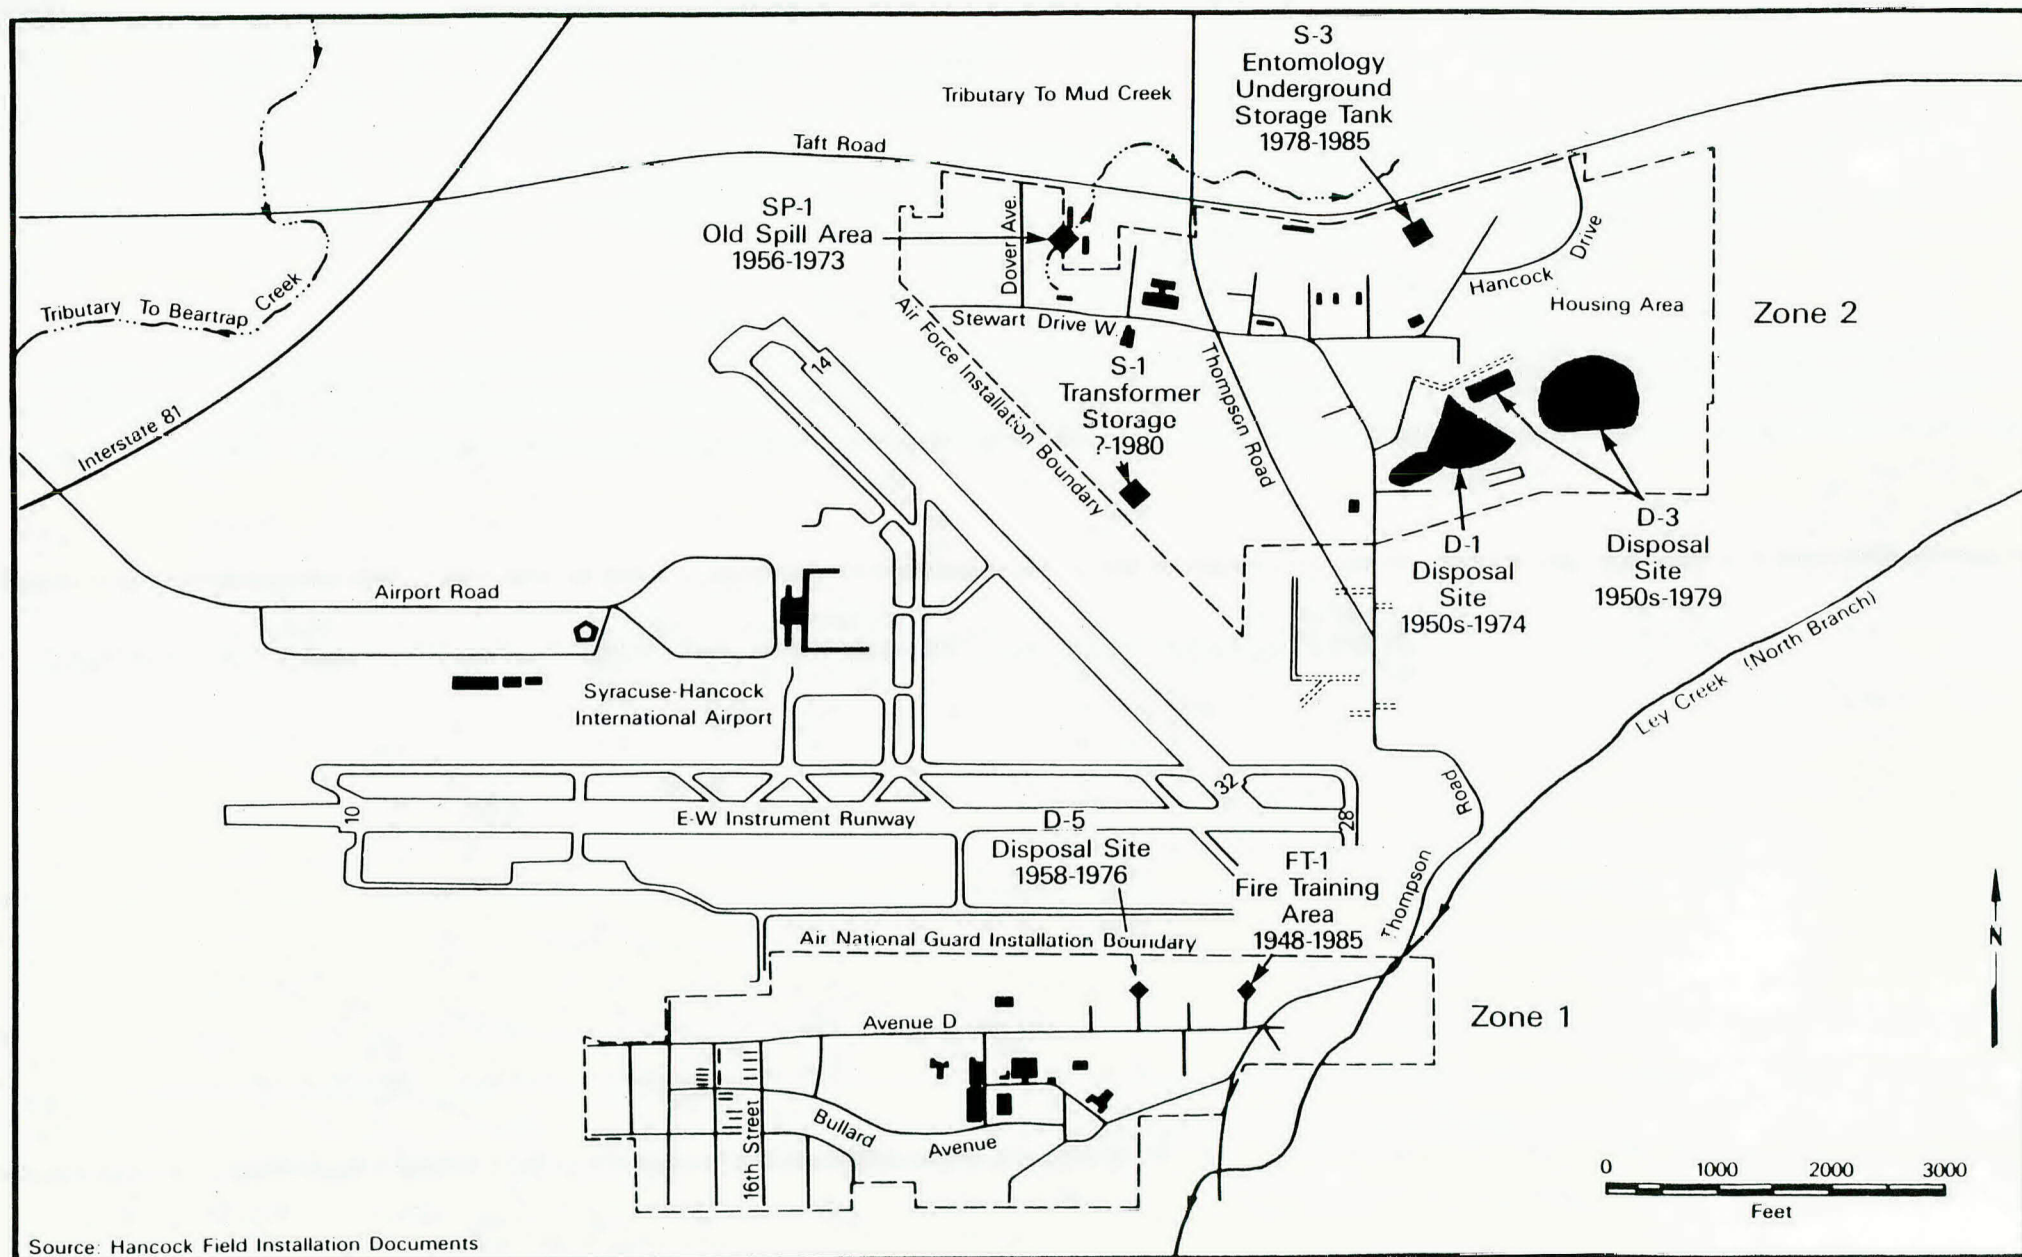 S-3
Entomology
Underground
Storage Tank
1978-1985
Tributary To Mud Creek
Taft Road
SP-1
Old Spill Area
1956-1973
Dover Ave.
Hancock Drive
Housing Area
Zone 2
Tributary To Beartrap Creek
Interstate 81
Stewart Drive W.
Air Force Installation Boundary
14
S-1
Transformer
Storage
?-1980
Thompson Road
D-1
Disposal
Site
1950s-1974
D-3
Disposal
Site
1950s-1979
Ley Creek (North Branch)
Airport Road
Syracuse-Hancock
International Airport
10
E-W Instrument Runway
32
28
Thompson Road
D-5
Disposal Site
1958-1976
FT-1
Fire Training
Area
1948-1985
Air National Guard Installation Boundary
N
Zone 1
Avenue D
16th Street
Bullard Avenue
0 1000 2000 3000
Feet
Source: Hancock Field Installation Documents